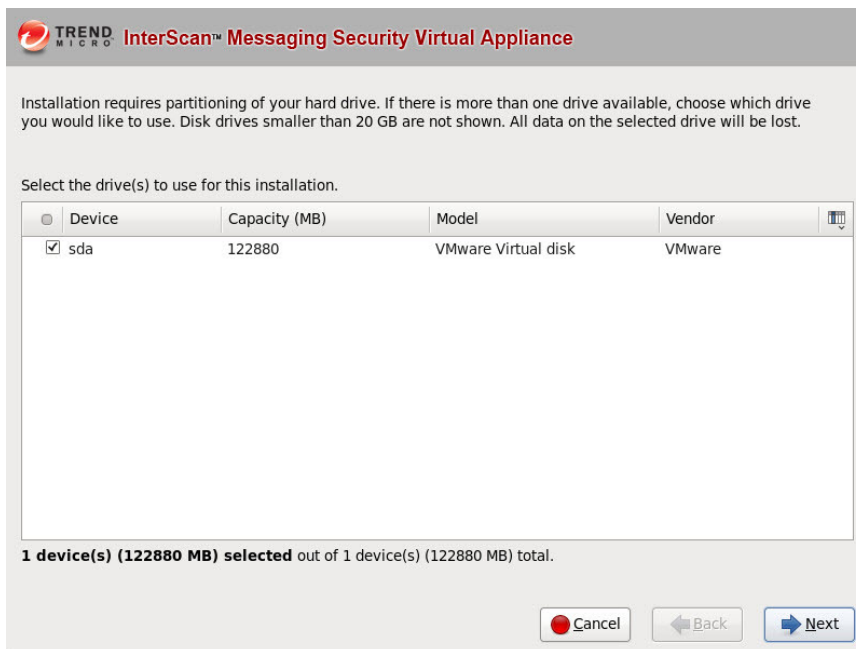 TREND MICRO InterScan™ Messaging Security Virtual Appliance
Installation requires partitioning of your hard drive. If there is more than one drive available, choose which drive
you would like to use. Disk drives smaller than 20 GB are not shown. All data on the selected drive will be lost.
Select the drive(s) to use for this installation.
Device Capacity (MB) Model Vendor
sda 122880 VMware Virtual disk VMware
1 device(s) (122880 MB) selected out of 1 device(s) (122880 MB) total.
Cancel Back Next